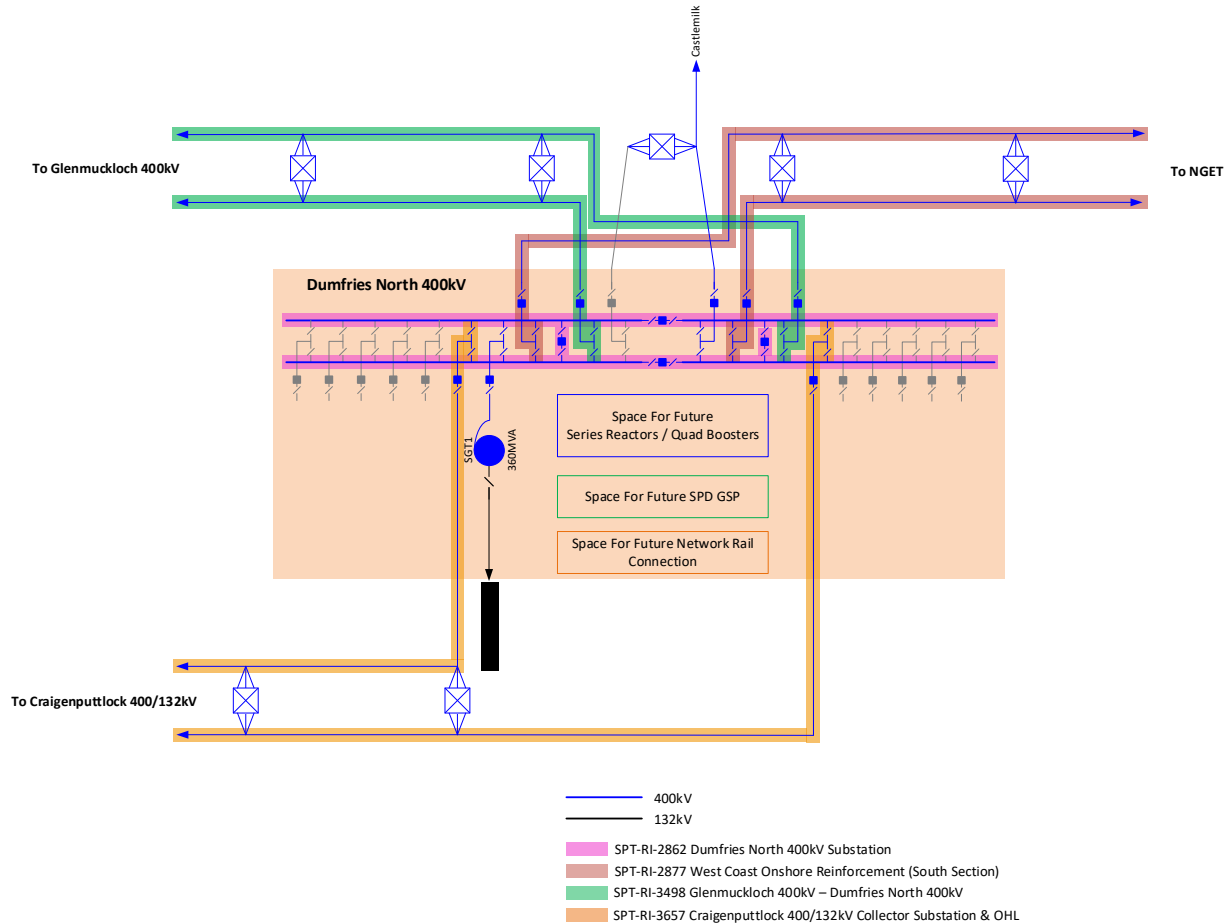 Castlemilk
To Glenmuckloch 400kV
To NGET
Dumfries North 400kV
SGT1
360MVA
Space For Future
Series Reactors / Quad Boosters
Space For Future SPD GSP
Space For Future Network Rail
Connection
To Craigenputtlock 400/132kV
400kV
132kV
SPT-RI-2862 Dumfries North 400kV Substation
SPT-RI-2877 West Coast Onshore Reinforcement (South Section)
SPT-RI-3498 Glenmuckloch 400kV – Dumfries North 400kV
SPT-RI-3657 Craigenputtlock 400/132kV Collector Substation & OHL